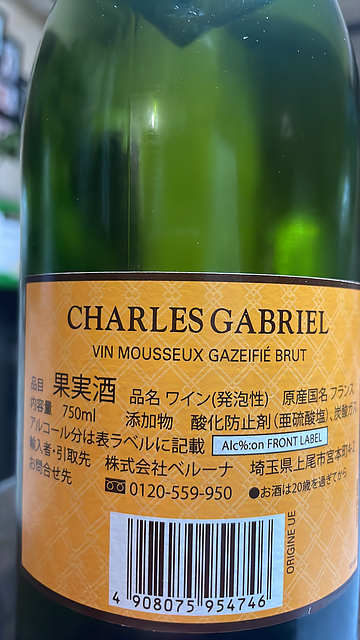 CHARLES GABRIEL
VIN MOUSSEUX GAZEIFIÉ BRUT
品目 果実酒 品名 ワイン(発泡性) 原産国名 フランス
内容量 750ml 添加物 酸化防止剤(亜硫酸塩)、炭酸ガス
アルコール分は表ラベルに記載 Alc%:on FRONT LABEL
輸入者・引取先 株式会社ベルーナ 埼玉県上尾市宮本町4-2
お問合せ先 0120-559-950 ●お酒は20歳を過ぎてから
ORIGINE UE
4 908075 954746